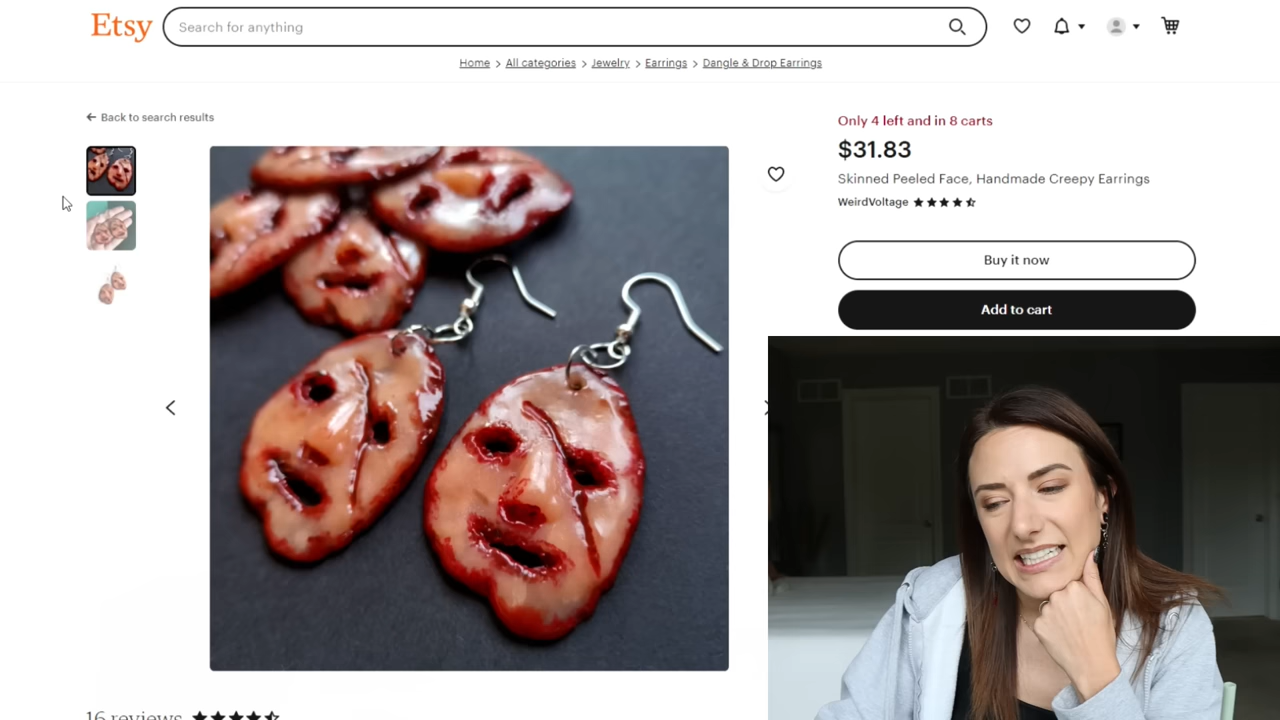 Etsy
Search for anything
Home > All categories > Jewelry > Earrings > Dangle & Drop Earrings
← Back to search results
Only 4 left and in 8 carts
$31.83
Skinned Peeled Face, Handmade Creepy Earrings
WeirdVoltage
Buy it now
Add to cart
16 reviews